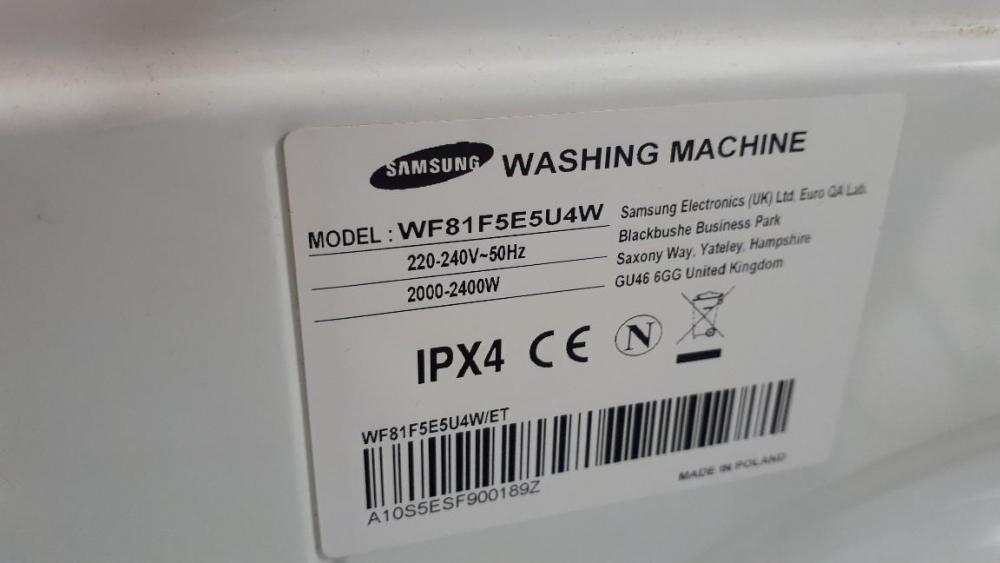 SAMSUNG WASHING MACHINE
MODEL : WF81F5E5U4W
220-240V~50Hz
2000-2400W
Samsung Electronics (UK) Ltd, Euro QA Lab.
Blackbushe Business Park
Saxony Way, Yateley, Hampshire
GU46 6GG United Kingdom
IPX4 CE N
WF81F5E5U4W/ET
A10S5ESF900189Z
MADE IN POLAND